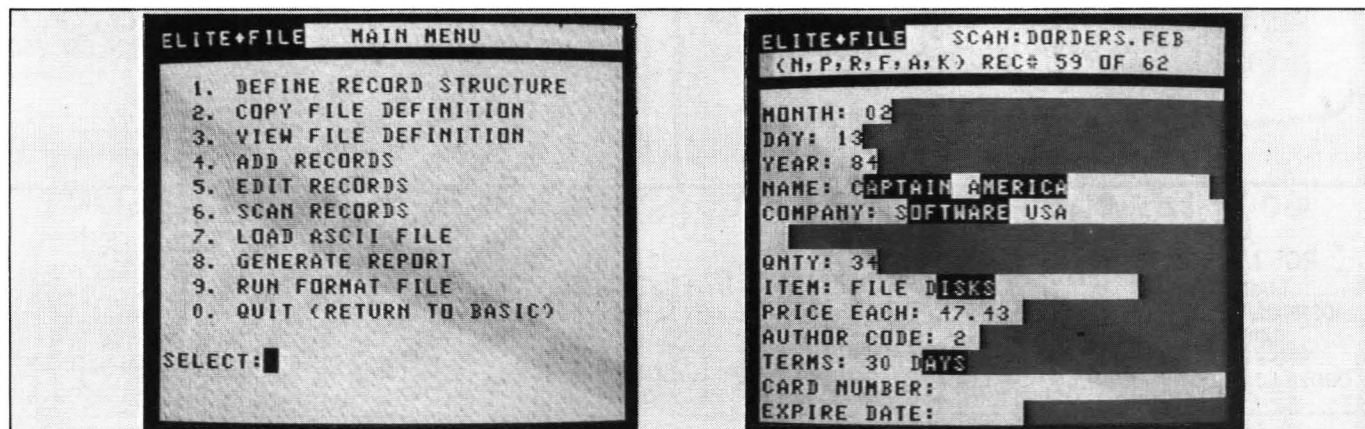 ELITE♦FILE MAIN MENU
1. DEFINE RECORD STRUCTURE
2. COPY FILE DEFINITION
3. VIEW FILE DEFINITION
4. ADD RECORDS
5. EDIT RECORDS
6. SCAN RECORDS
7. LOAD ASCII FILE
8. GENERATE REPORT
9. RUN FORMAT FILE
0. QUIT (RETURN TO BASIC)
SELECT:
ELITE♦FILE SCAN:DORDERS.FEB
(N,P,R,F,A,K) REC# 59 OF 62
MONTH: 02
DAY: 13
YEAR: 84
NAME: CAPTAIN AMERICA
COMPANY: SOFTWARE USA
QNTY: 34
ITEM: FILE DISKS
PRICE EACH: 47.43
AUTHOR CODE: 2
TERMS: 30 DAYS
CARD NUMBER:
EXPIRE DATE: